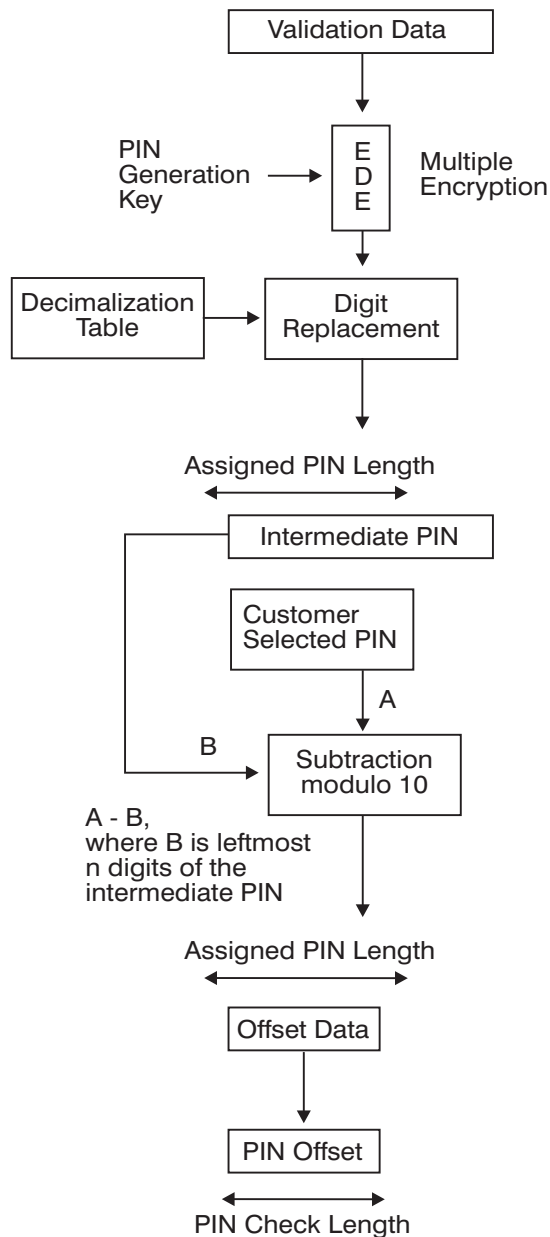 Validation Data
PIN
Generation
Key
E
D
E
Multiple
Encryption
Decimalization
Table
Digit
Replacement
Assigned PIN Length
Intermediate PIN
Customer
Selected PIN
A
B
Subtraction
modulo 10
A - B,
where B is leftmost
n digits of the
intermediate PIN
Assigned PIN Length
Offset Data
PIN Offset
PIN Check Length